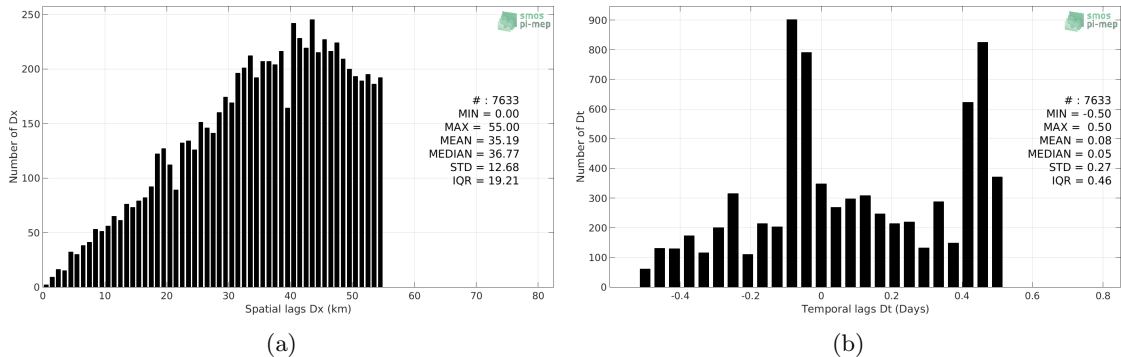 250
200
150
100
50
0
Number of Dx
0 10 20 30 40 50 60 70 80
Spatial lags Dx (km)
smos
pi-mep
# : 7633
MIN = 0.00
MAX = 55.00
MEAN = 35.19
MEDIAN = 36.77
STD = 12.68
IQR = 19.21
(a)
900
800
700
600
500
400
300
200
100
0
Number of Dt
-0.4 -0.2 0 0.2 0.4 0.6 0.8
Temporal lags Dt (Days)
smos
pi-mep
# : 7633
MIN = -0.50
MAX = 0.50
MEAN = 0.08
MEDIAN = 0.05
STD = 0.27
IQR = 0.46
(b)